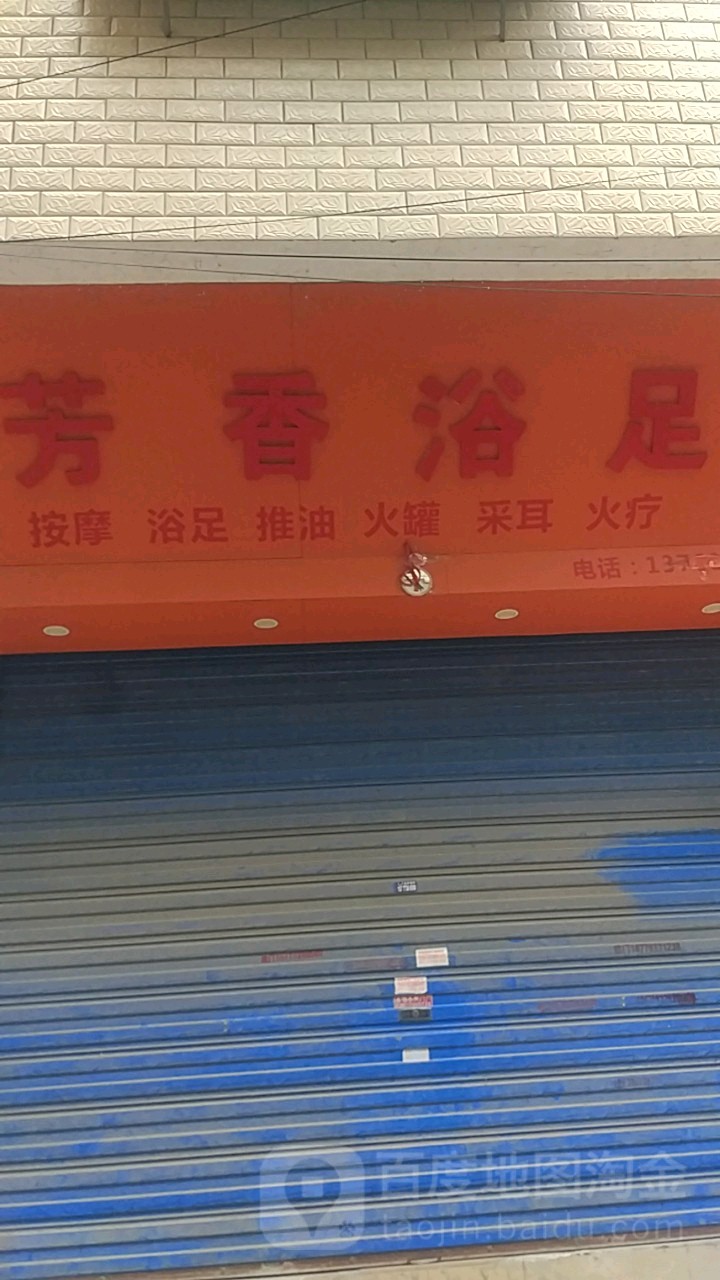 芳香浴足
按摩 浴足 推油 火罐 采耳 火疗
电话：137
百度地图淘金
taojin.baidu.com